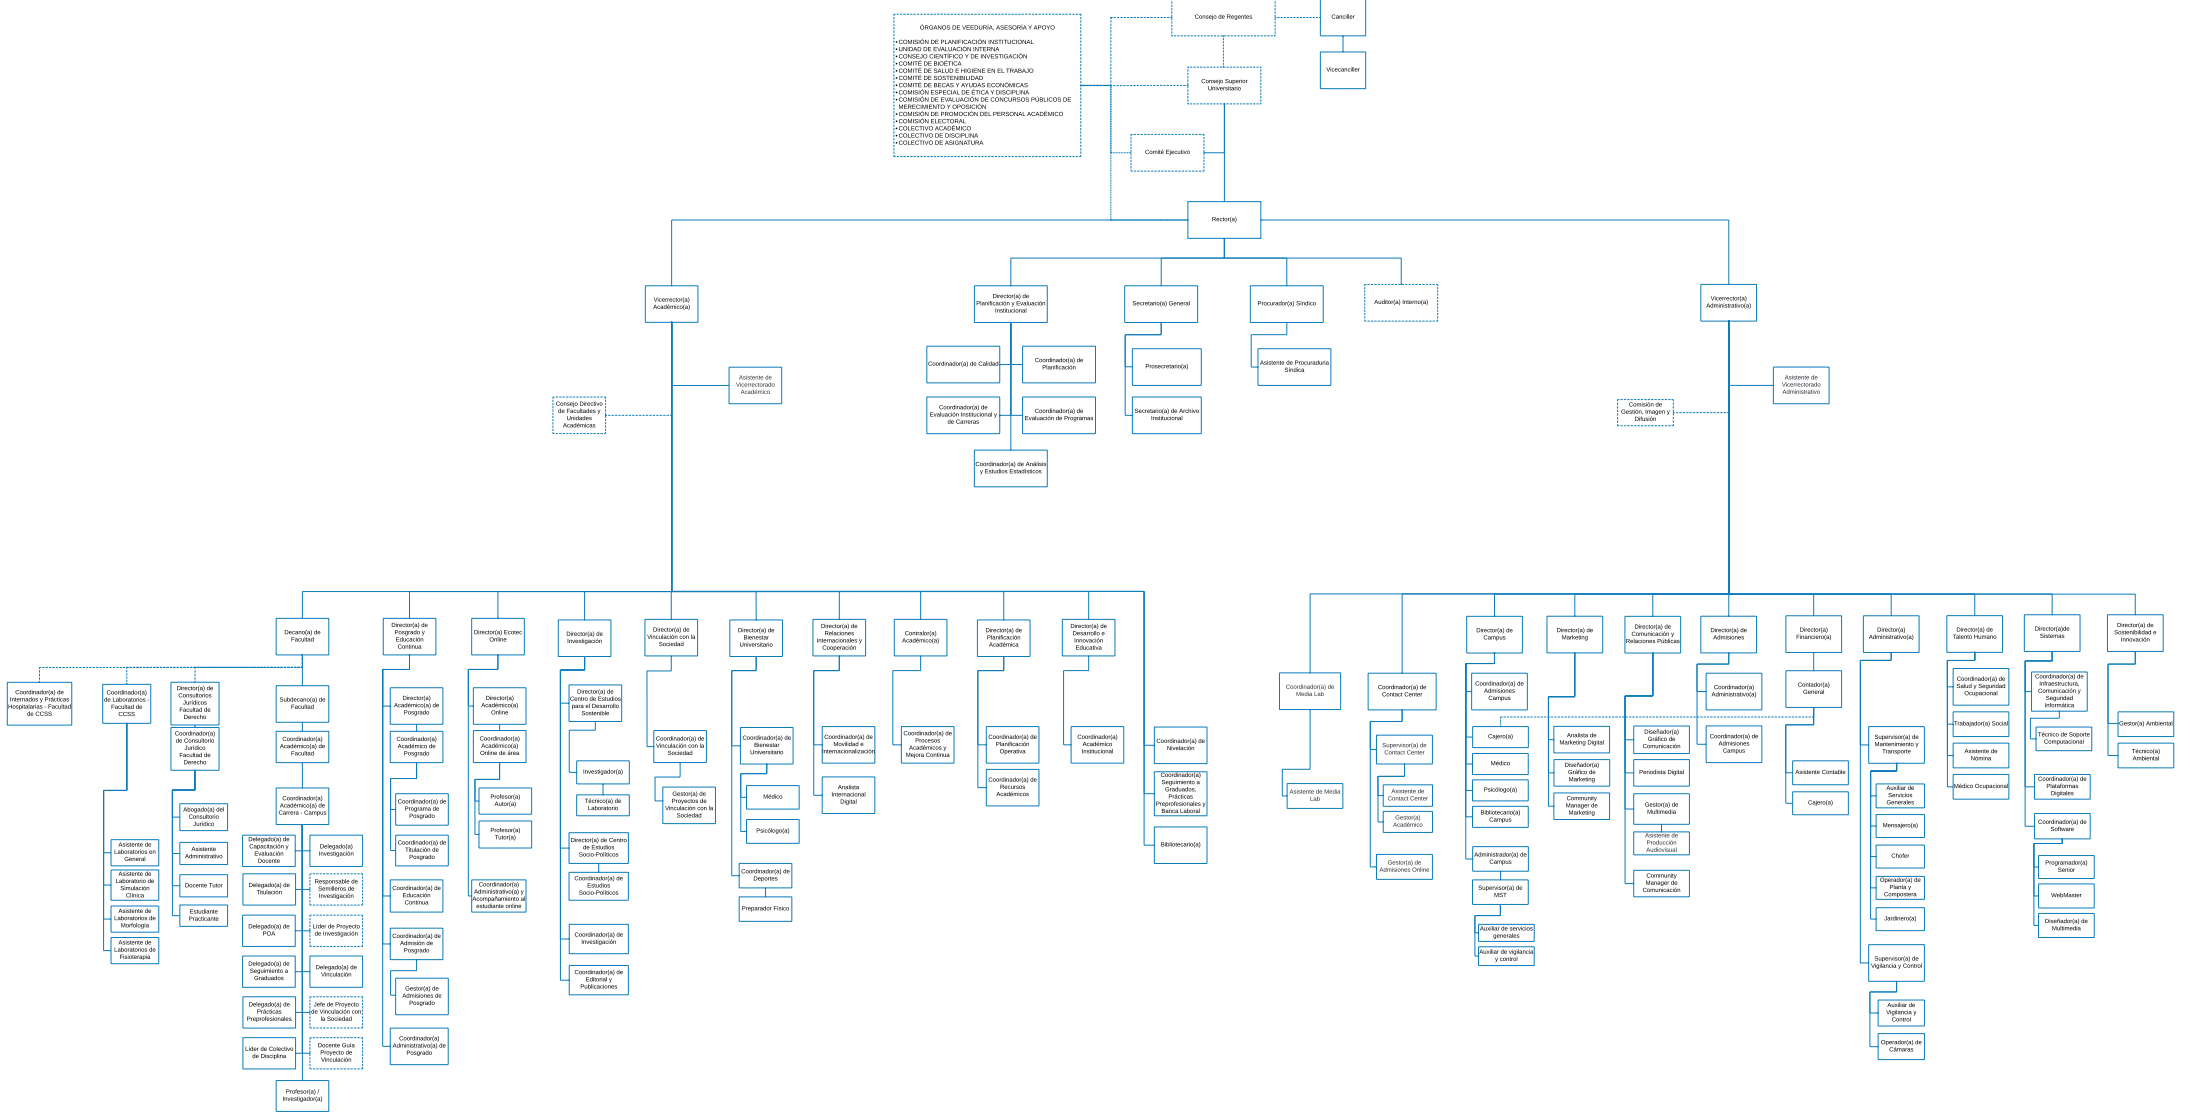 Consejo de Regentes
Canciller
Vicecanciller
ÓRGANOS DE VEEDURÍA, ASESORÍA Y APOYO
•COMISIÓN DE PLANIFICACIÓN INSTITUCIONAL
•UNIDAD DE EVALUACIÓN INTERNA
•CONSEJO CIENTÍFICO Y DE INVESTIGACIÓN
•COMITÉ DE BIOÉTICA
•COMITÉ DE SALUD E HIGIENE EN EL TRABAJO
•COMITÉ DE SOSTENIBILIDAD
•COMITÉ DE BECAS Y AYUDAS ECONÓMICAS
•COMISIÓN ESPECIAL DE ÉTICA Y DISCIPLINA
•COMISIÓN DE EVALUACIÓN DE CONCURSOS PÚBLICOS DE
MERECIMIENTO Y OPOSICIÓN
•COMISIÓN DE PROMOCIÓN DEL PERSONAL ACADÉMICO
•COMISIÓN ELECTORAL
•COLECTIVO ACADÉMICO
•COLECTIVO DE DISCIPLINA
•COLECTIVO DE ASIGNATURA
Consejo Superior
Universitario
Comité Ejecutivo
Rector(a)
Vicerrector(a)
Académico(a)
Director(a) de
Planificación y Evaluación
Institucional
Secretario(a) General
Procurador(a) Síndico
Auditor(a) Interno(a)
Vicerrector(a)
Administrativo(a)
Coordinador(a) de Calidad
Coordinador(a) de
Planificación
Coordinador(a) de
Evaluación Institucional y
de Carreras
Coordinador(a) de
Evaluación de Programas
Coordinador(a) de Análisis
y Estudios Estadísticos
Prosecretario(a)
Secretario(a) de Archivo
Institucional
Asistente de Procuraduria
Síndica
Asistente de
Vicerrectorado
Académico
Consejo Directivo
de Facultades y
Unidades
Académicas
Asistente de
Vicerrectorado
Administrativo
Comisión de
Gestión, Imagen y
Difusión
Decano(a) de
Facultad
Coordinador(a) de
Internados y Prácticas
Hospitalarias - Facultad
de CCSS
Coordinador(a)
de Laboratorios -
Facultad de
CCSS
Asistente de
Laboratorios en
General
Asistente de
Laboratorio de
Simulación
Clínica
Asistente de
Laboratorios de
Morfología
Asistente de
Laboratorios de
Fisioterapia
Director(a) de
Consultorios
Jurídicos
Facultad de
Derecho
Coordinador(a)
de Consultorio
Jurídico
Facultad de
Derecho
Abogado(a) del
Consultorio
Jurídico
Asistente
Administrativo
Docente Tutor
Estudiante
Practicante
Subdecano(a) de
Facultad
Coordinador(a)
Académico(a) de
Facultad
Coordinador(a)
Académico(a) de
Carrera - Campus
Delegado(a) de
Capacitación y
Evaluación
Docente
Delegado(a)
Investigación
Delegado(a) de
Titulación
Responsable de
Semilleros de
Investigación
Delegado(a) de
POA
Líder de Proyecto
de Investigación
Delegado(a) de
Seguimiento a
Graduados
Delegado(a) de
Vinculación
Delegado(a) de
Prácticas
Preprofesionales
Jefe de Proyecto
de Vinculación con
la Sociedad
Líder de Colectivo
de Disciplina
Docente Guía
Proyecto de
Vinculación
Profesor(a) /
Investigador(a)
Director(a) de
Posgrado y
Educación
Continua
Director(a)
Académico(a) de
Posgrado
Coordinador(a)
Académico de
Posgrado
Coordinador(a) de
Programa de
Posgrado
Coordinador(a) de
Titulación de
Posgrado
Coordinador(a) de
Educación
Continua
Coordinador(a) de
Admisión de
Posgrado
Gestor(a) de
Admisiones de
Posgrado
Coordinador(a)
Administrativo(a) de
Posgrado
Director(a) Ecotec
Online
Director(a)
Académico(a)
Online
Coordinador(a)
Académico(a)
Online de área
Profesor(a)
Autor(a)
Profesor(a)
Tutor(a)
Coordinador(a)
Administrativo(a) y
Acompañamiento al
estudiante online
Director(a) de
Investigación
Director(a) de
Centro de Estudios
para el Desarrollo
Sostenible
Investigador(a)
Técnico(a) de
Laboratorio
Director(a) de Centro
de Estudios
Socio-Políticos
Coordinador(a) de
Estudios
Socio-Políticos
Coordinador(a) de
Investigación
Coordinador(a) de
Editorial y
Publicaciones
Director(a) de
Vinculación con la
Sociedad
Coordinador(a) de
Vinculación con la
Sociedad
Gestor(a) de
Proyectos de
Vinculación con la
Sociedad
Director(a) de
Bienestar
Universitario
Coordinador(a) de
Bienestar
Universitario
Médico
Psicólogo(a)
Coordinador(a) de
Deportes
Preparador Físico
Director(a) de
Relaciones
Internacionales y
Cooperación
Coordinador(a) de
Movilidad e
Internacionalización
Analista
Internacional
Digital
Contralor(a)
Académico(a)
Coordinador(a) de
Procesos
Académicos y
Mejora Continua
Director(a) de
Planificación
Académica
Coordinador(a) de
Planificación
Operativa
Coordinador(a) de
Recursos
Académicos
Director(a) de
Desarrollo e
Innovación
Educativa
Coordinador(a)
Académico
Institucional
Coordinador(a) de
Nivelación
Coordinador(a)
Seguimiento a
Graduados,
Prácticas
Preprofesionales y
Banca Laboral
Bibliotecario(a)
Coordinador(a) de
Media Lab
Asistente de Media
Lab
Coordinador(a) de
Contact Center
Supervisor(a) de
Contact Center
Asistente de
Contact Center
Gestor(a)
Académico
Gestor(a) de
Admisiones Online
Director(a) de
Campus
Coordinador(a) de
Admisiones
Campus
Cajero(a)
Médico
Psicólogo(a)
Bibliotecario(a)
Campus
Administrador(a) de
Campus
Supervisor(a) de
MST
Auxiliar de servicios
generales
Auxiliar de vigilancia
y control
Director(a) de
Marketing
Analista de
Marketing Digital
Diseñador(a)
Gráfico de
Marketing
Community
Manager de
Marketing
Director(a) de
Comunicación y
Relaciones Públicas
Diseñador(a)
Gráfico de
Comunicación
Periodista Digital
Gestor(a) de
Multimedia
Asistente de
Producción
Audiovisual
Community
Manager de
Comunicación
Director(a) de
Admisiones
Coordinador(a)
Administrativo(a)
Coordinador(a) de
Admisiones
Campus
Director(a)
Financiero(a)
Contador(a)
General
Asistente Contable
Cajero(a)
Director(a)
Administrativo(a)
Supervisor(a) de
Mantenimiento y
Transporte
Auxiliar de
Servicios
Generales
Mensajero(a)
Chofer
Operador(a) de
Planta y
Compostera
Jardinero(a)
Supervisor(a) de
Vigilancia y Control
Auxiliar de
Vigilancia y
Control
Operador(a) de
Cámaras
Director(a) de
Talento Humano
Coordinador(a) de
Salud y Seguridad
Ocupacional
Trabajador(a) Social
Asistente de
Nómina
Médico Ocupacional
Director(a)de
Sistemas
Coordinador(a) de
Infraestructura,
Comunicación y
Seguridad
Informática
Técnico de Soporte
Computacional
Coordinador(a) de
Plataformas
Digitales
Coordinador(a) de
Software
Programador(a)
Senior
WebMaster
Diseñador(a) de
Multimedia
Director(a) de
Sostenibilidad e
Innovación
Gestor(a) Ambiental
Técnico(a)
Ambiental